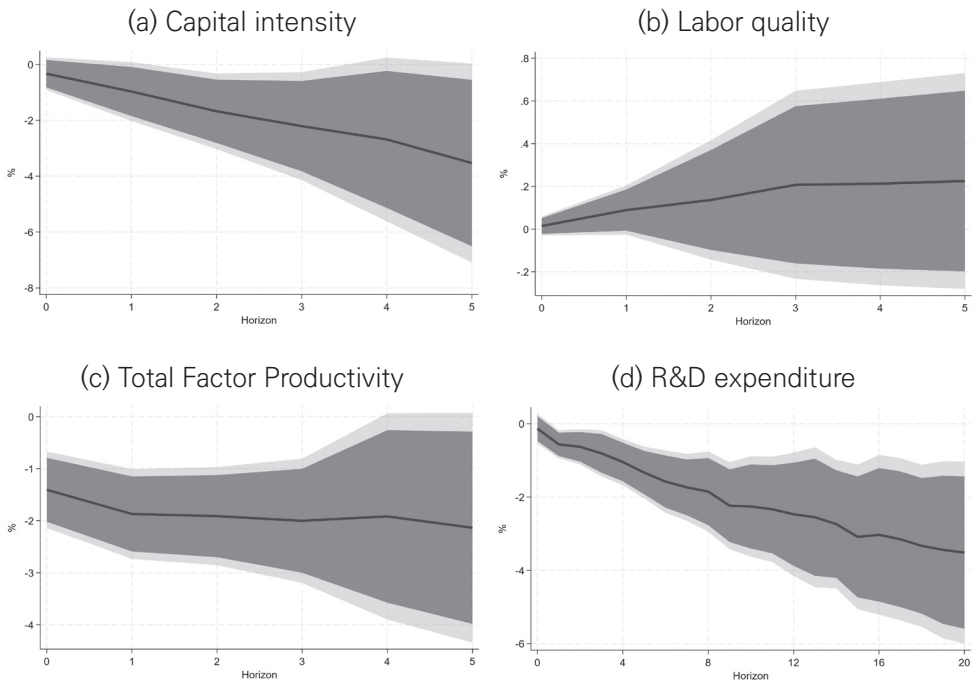 (a) Capital intensity
0
-2
-4
-6
-8
%
0 1 2 3 4 5
Horizon
(b) Labor quality
.8
.6
.4
.2
0
-.2
%
0 1 2 3 4 5
Horizon
(c) Total Factor Productivity
0
-1
-2
-3
-4
%
0 1 2 3 4 5
Horizon
(d) R&D expenditure
0
-2
-4
-6
%
0 4 8 12 16 20
Horizon